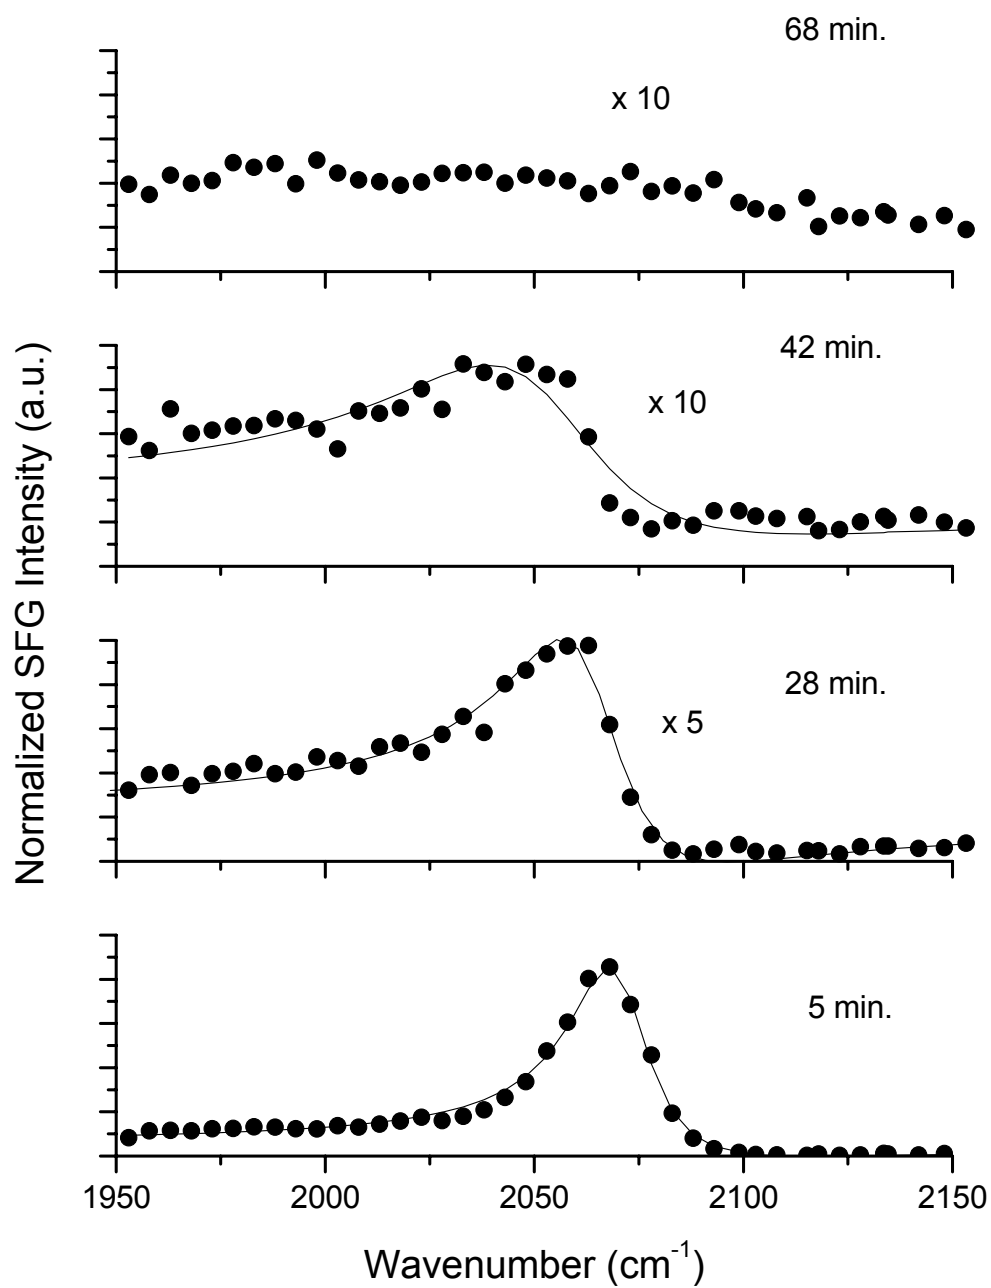 68 min.
x 10
42 min.
x 10
28 min.
x 5
5 min.
Normalized SFG Intensity (a.u.)
1950 2000 2050 2100 2150
Wavenumber (cm⁻¹)